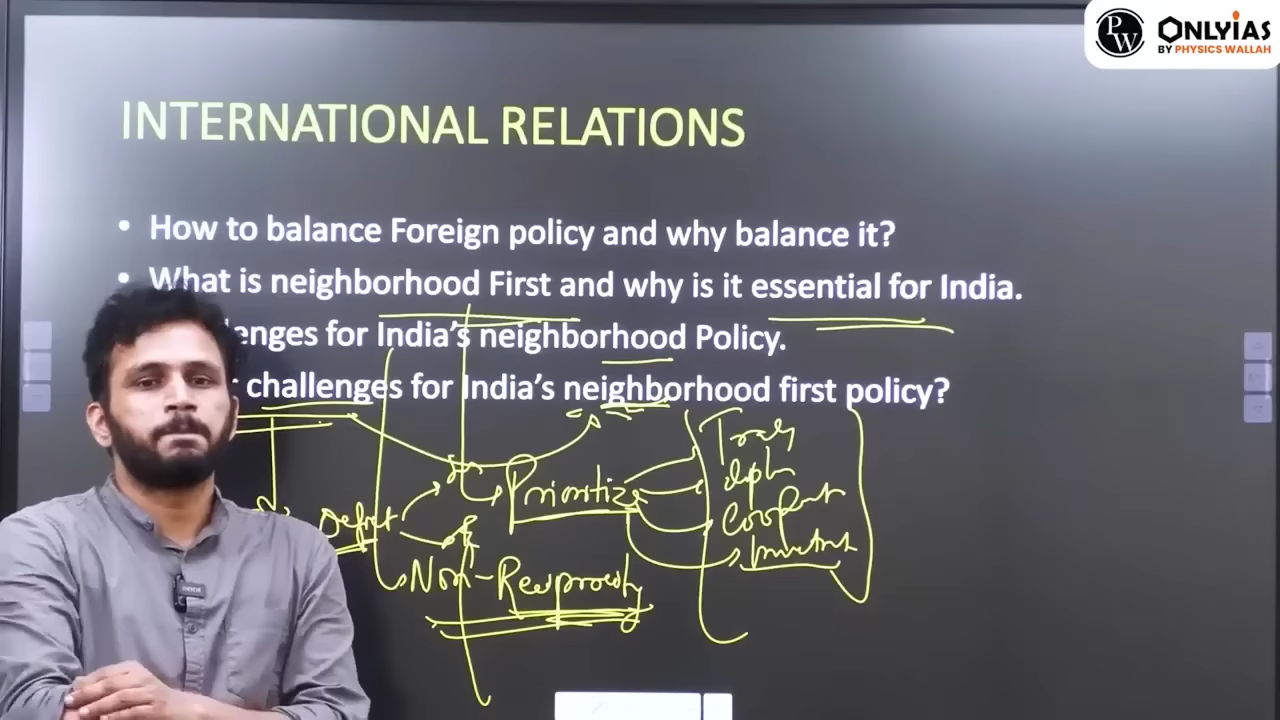 PW ONLYIAS
BY PHYSICS WALLAH
INTERNATIONAL RELATIONS
• How to balance Foreign policy and why balance it?
• What is neighborhood First and why is it essential for India.
enges for India's neighborhood Policy.
challenges for India's neighborhood first policy?
Prioritize
Non-Reciprocity